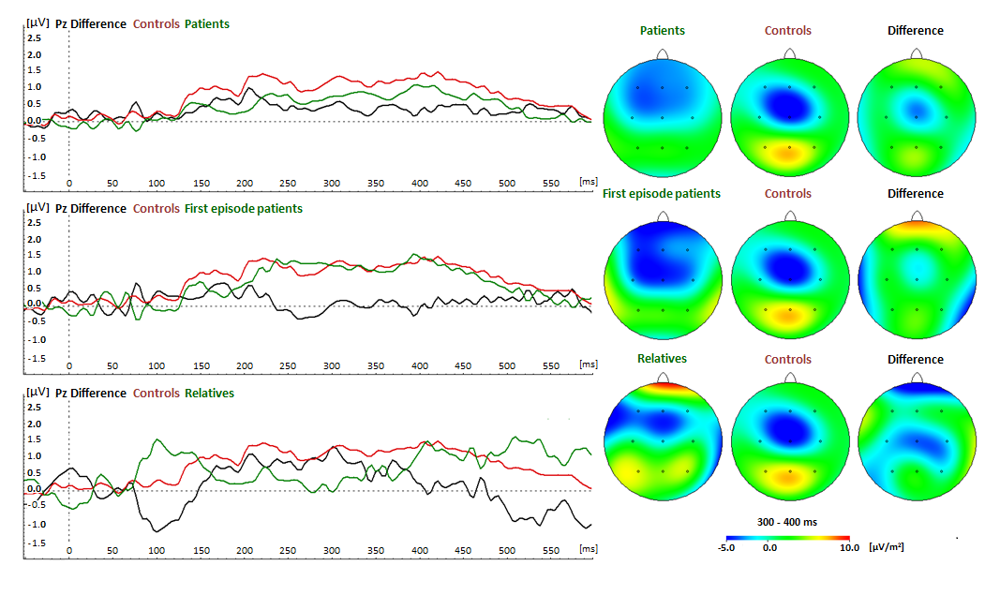 [µV] Pz Difference Controls Patients
2.5
2.0
1.5
1.0
0.5
0.0
-0.5
-1.0
-1.5
0 50 100 150 200 250 300 350 400 450 500 550 [ms]
Patients Controls Difference
[µV] Pz Difference Controls First episode patients
2.5
2.0
1.5
1.0
0.5
0.0
-0.5
-1.0
-1.5
0 50 100 150 200 250 300 350 400 450 500 550 [ms]
First episode patients Controls Difference
[µV] Pz Difference Controls Relatives
2.5
2.0
1.5
1.0
0.5
0.0
-0.5
-1.0
-1.5
0 50 100 150 200 250 300 350 400 450 500 550 [ms]
Relatives Controls Difference
300 - 400 ms
-5.0 0.0 10.0 [µV/m²]